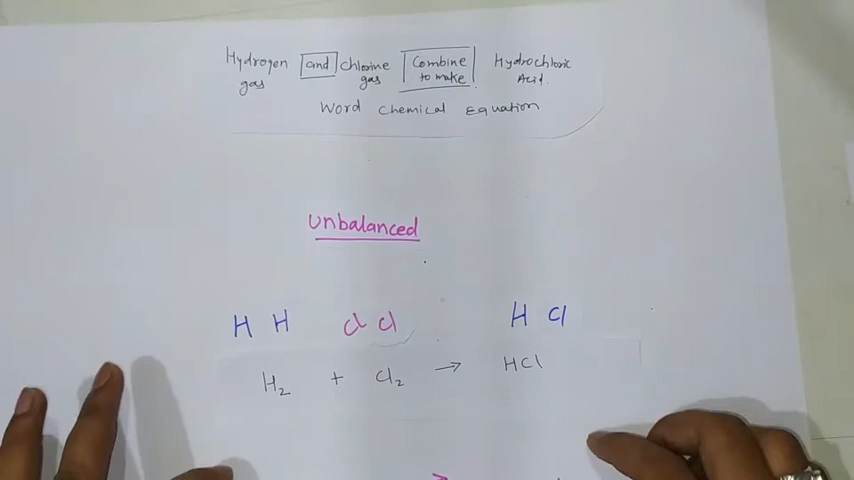 Hydrogen and Chlorine Combine Hydrochloric
gas gas to make Acid.
Word Chemical Equation
Unbalanced
H H Cl Cl H Cl
H₂ + Cl₂ → HCl